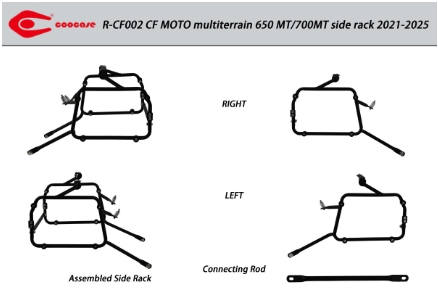 coocase R-CF002 CF MOTO multiterrain 650 MT/700MT side rack 2021-2025
RIGHT
LEFT
Connecting Rod
Assembled Side Rack